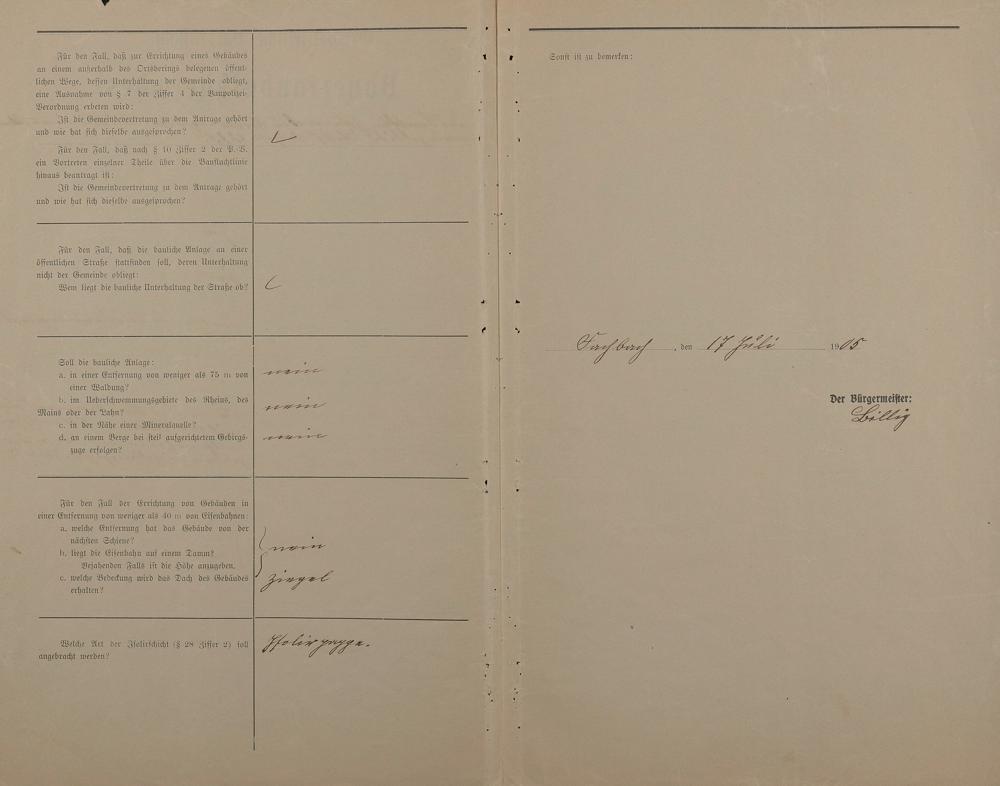 Für den Fall, daß zur Errichtung eines Gebäudes
an einem außerhalb des Ortsberings belegenen öffent-
lichen Wege, dessen Unterhaltung der Gemeinde obliegt,
eine Ausnahme von § 7 der Ziffer 4 der Baupolizei-
Verordnung erbeten wird:
Ist die Gemeindevertretung zu dem Antrage gehört
und wie hat sich dieselbe ausgesprochen?
Für den Fall, daß nach § 10 Ziffer 2 der P.-V.
ein Vortreten einzelner Theile über die Baufluchtlinie
hinaus beantragt ist:
Ist die Gemeindevertretung zu dem Antrage gehört
und wie hat sich dieselbe ausgesprochen?
Für den Fall, daß die bauliche Anlage an einer
öffentlichen Straße stattfinden soll, deren Unterhaltung
nicht der Gemeinde obliegt:
Wem liegt die bauliche Unterhaltung der Straße ob?
Soll die bauliche Anlage:
a. in einer Entfernung von weniger als 75 m von
einer Waldung?
nein
b. im Ueberschwemmungsgebiete des Rheins, des
Mains oder der Lahn?
nein
c. in der Nähe einer Mineralquelle?
d. an einem Berge bei steil aufgerichtetem Gebirgs-
zuge erfolgen?
nein
Für den Fall der Errichtung von Gebäuden in
einer Entfernung von weniger als 40 m von Eisenbahnen:
a. welche Entfernung hat das Gebäude von der
nächsten Schiene?
b. liegt die Eisenbahn auf einem Damm?
Bejahenden Falls ist die Höhe anzugeben.
nein
c. welche Bedeckung wird das Dach des Gebäudes
erhalten?
Ziegel
Welche Art der Isolirschicht (§ 28 Ziffer 2) soll
angebracht werden?
Isolirpappe.
Sonst ist zu bemerken:
Fachbach, den 17 Juli 1905
Der Bürgermeister:
Billig